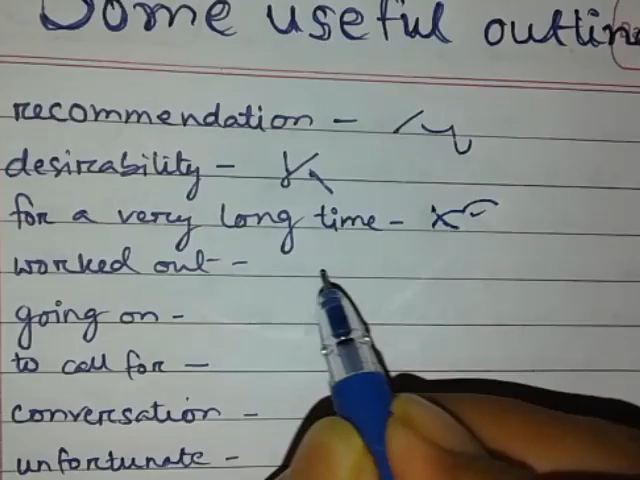 Some useful outlin
recommendation -
desirability -
for a very long time -
worked out -
going on -
to call for -
conversation -
unfortunate -